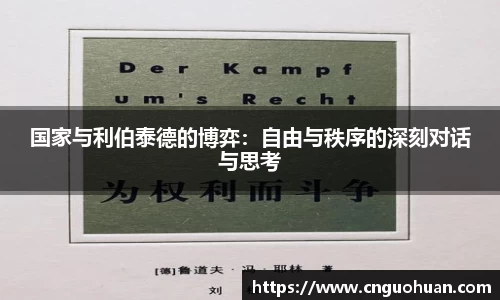 Der Kampf
um's Recht
国家与利伯泰德的博弈：自由与秩序的深刻对话
与思考
为权利而斗争
[德]鲁道夫·冯·耶林 著
刘
https://www.cnguohuan.com